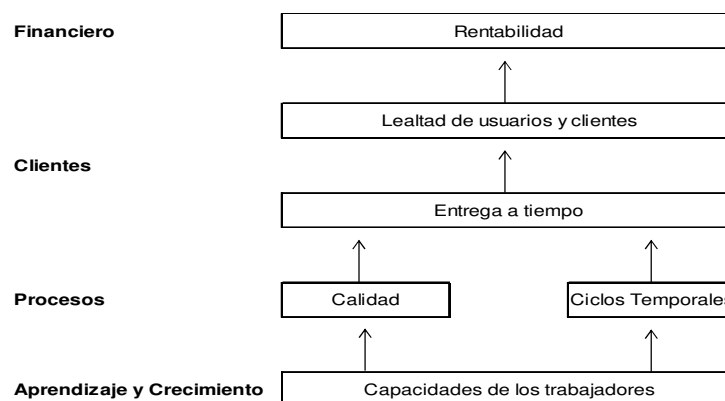 Financiero
Rentabilidad
Lealtad de usuarios y clientes
Clientes
Entrega a tiempo
Procesos
Calidad
Ciclos Temporales
Aprendizaje y Crecimiento
Capacidades de los trabajadores